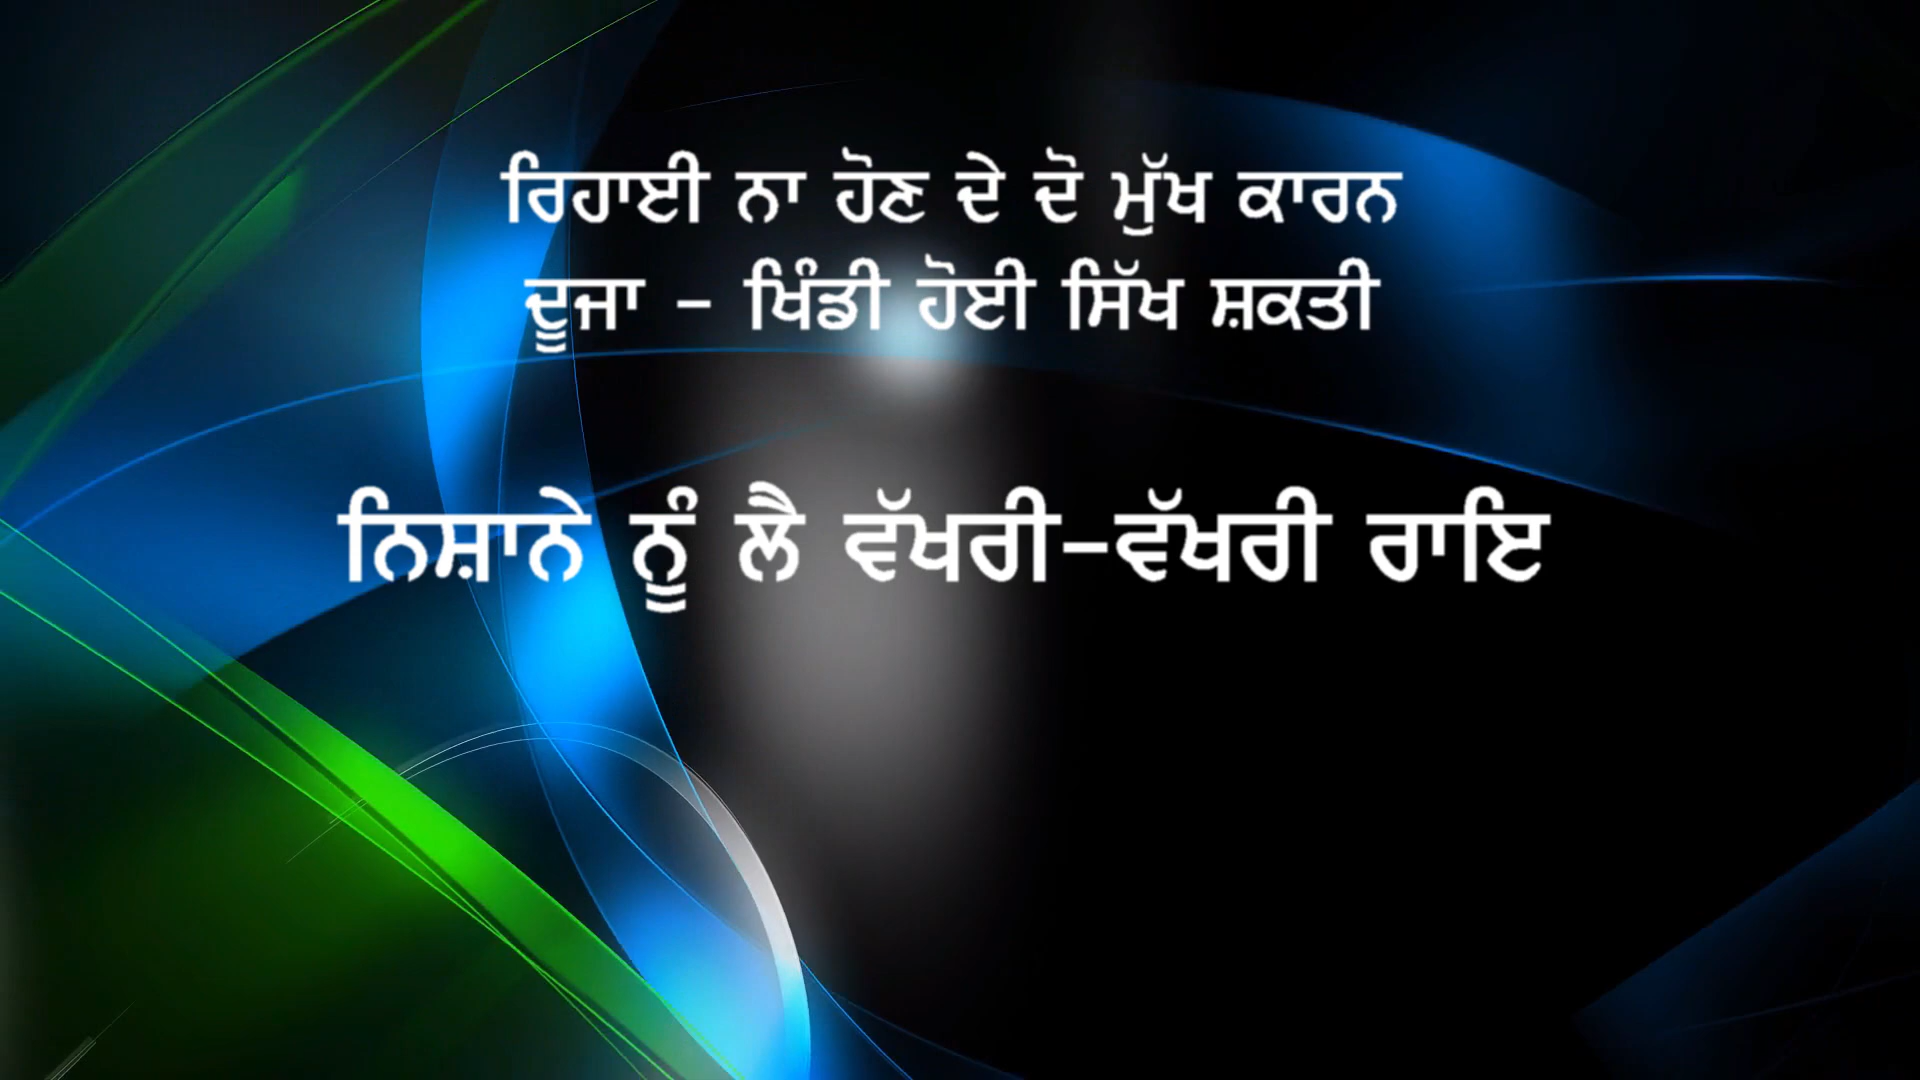 ਰਿਹਾਈ ਨਾ ਹੋਣ ਦੇ ਦੋ ਮੁੱਖ ਕਾਰਨ
ਦੂਜਾ - ਖਿੰਡੀ ਹੋਈ ਸਿੱਖ ਸ਼ਕਤੀ
ਨਿਸ਼ਾਨੇ ਨੂੰ ਲੈ ਵੱਖਰੀ-ਵੱਖਰੀ ਰਾਇ